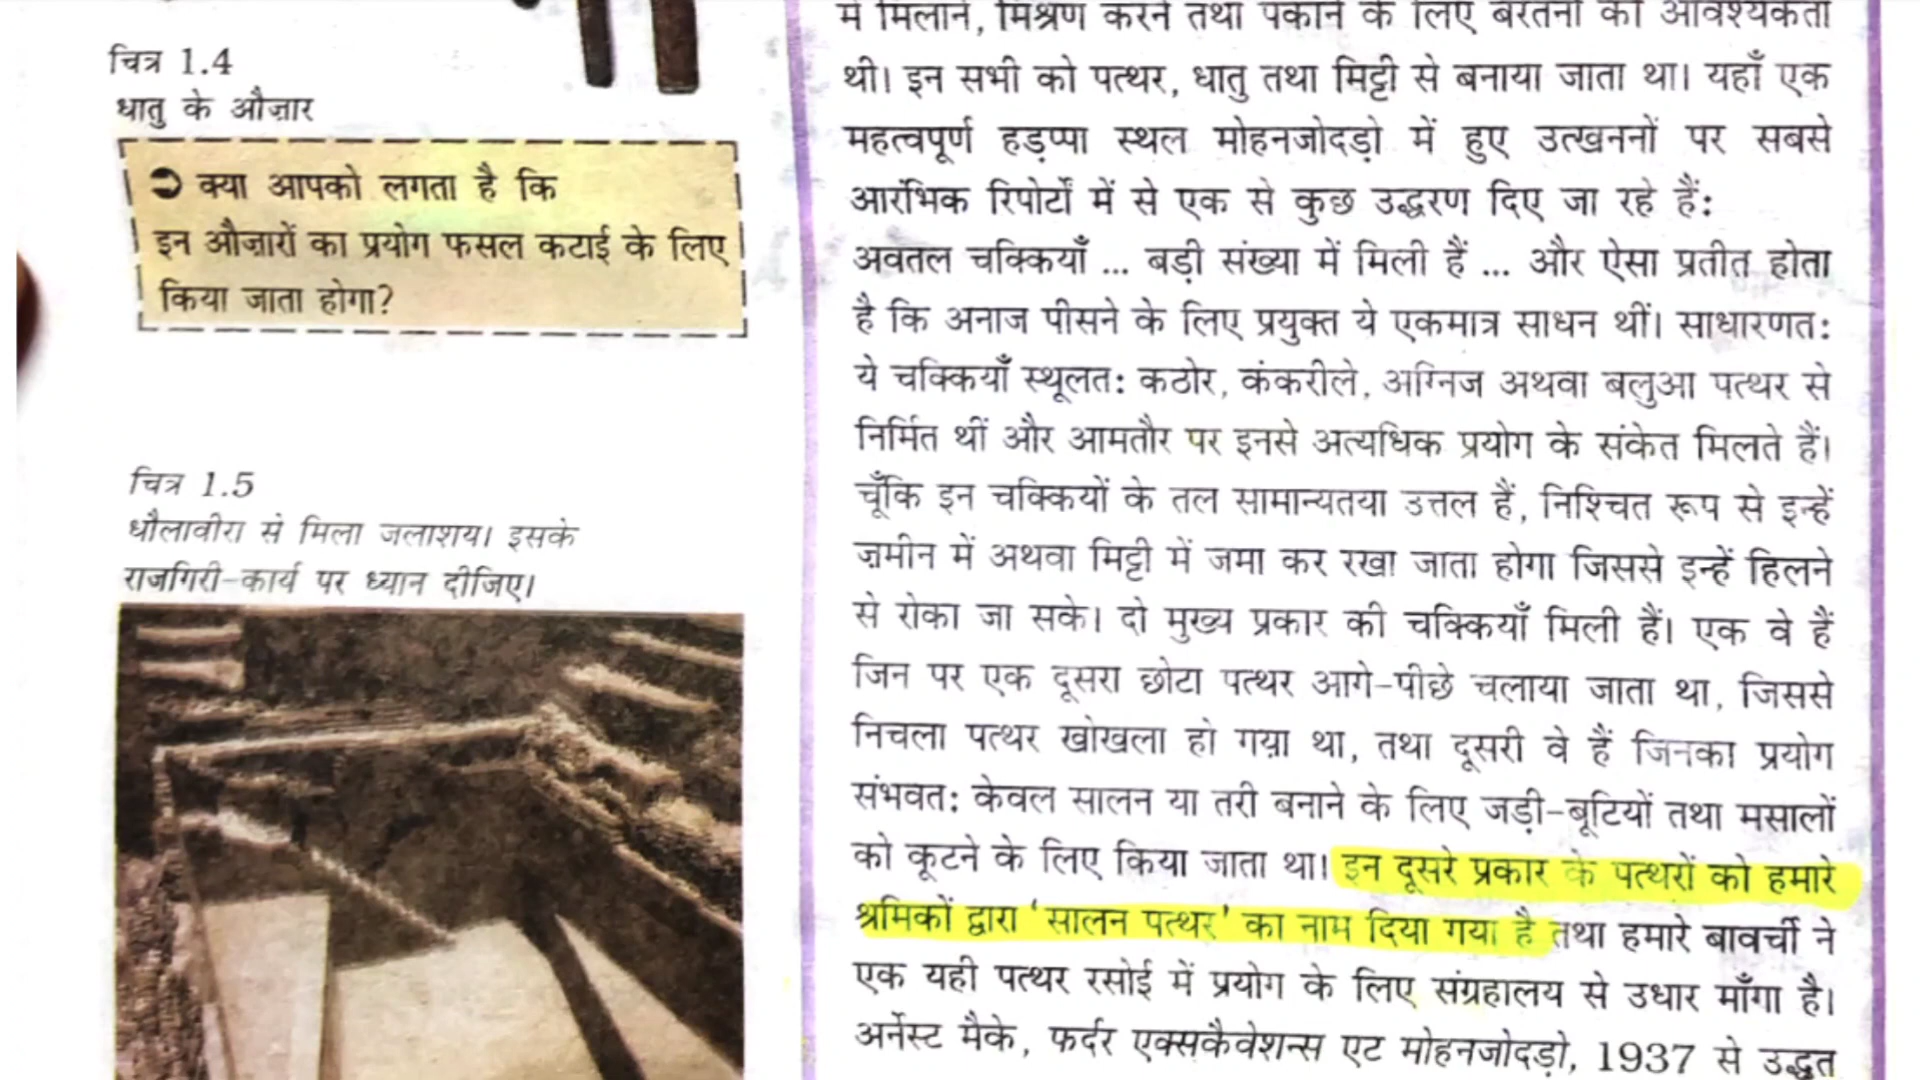 चित्र 1.4
धातु के औज़ार
➲ क्या आपको लगता है कि
इन औज़ारों का प्रयोग फसल कटाई के लिए
किया जाता होगा?
चित्र 1.5
धौलावीरा से मिला जलाशय। इसके
राजगिरी-कार्य पर ध्यान दीजिए।
में मिलाने, मिश्रण करने तथा पकाने के लिए बरतनों की आवश्यकता
थी। इन सभी को पत्थर, धातु तथा मिट्टी से बनाया जाता था। यहाँ एक
महत्वपूर्ण हड़प्पा स्थल मोहनजोदड़ो में हुए उत्खननों पर सबसे
आरंभिक रिपोर्टों में से एक से कुछ उद्धरण दिए जा रहे हैं:
अवतल चक्कियाँ ... बड़ी संख्या में मिली हैं ... और ऐसा प्रतीत होता
है कि अनाज पीसने के लिए प्रयुक्त ये एकमात्र साधन थीं। साधारणत:
ये चक्कियाँ स्थूलत: कठोर, कंकरीले, अग्निज अथवा बलुआ पत्थर से
निर्मित थीं और आमतौर पर इनसे अत्यधिक प्रयोग के संकेत मिलते हैं।
चूँकि इन चक्कियों के तल सामान्यतया उत्तल हैं, निश्चित रूप से इन्हें
ज़मीन में अथवा मिट्टी में जमा कर रखा जाता होगा जिससे इन्हें हिलने
से रोका जा सके। दो मुख्य प्रकार की चक्कियाँ मिली हैं। एक वे हैं
जिन पर एक दूसरा छोटा पत्थर आगे-पीछे चलाया जाता था, जिससे
निचला पत्थर खोखला हो गया था, तथा दूसरी वे हैं जिनका प्रयोग
संभवत: केवल सालन या तरी बनाने के लिए जड़ी-बूटियों तथा मसालों
को कूटने के लिए किया जाता था। इन दूसरे प्रकार के पत्थरों को हमारे
श्रमिकों द्वारा ‘सालन पत्थर’ का नाम दिया गया है तथा हमारे बावर्ची ने
एक यही पत्थर रसोई में प्रयोग के लिए संग्रहालय से उधार माँगा है।
अर्नेस्ट मैके, फर्दर एक्सकैवेशन्स एट मोहनजोदड़ो, 1937 से उद्धृत